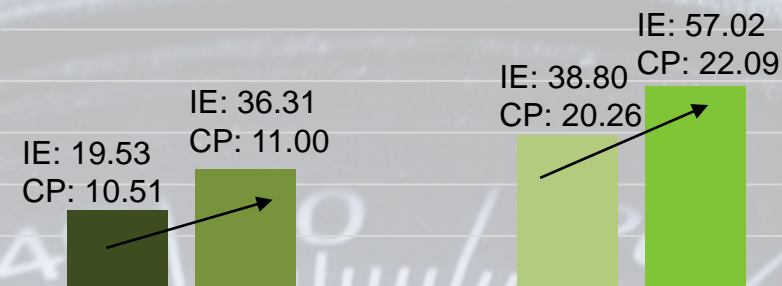 IE: 19.53
CP: 10.51
IE: 36.31
CP: 11.00
IE: 38.80
CP: 20.26
IE: 57.02
CP: 22.09